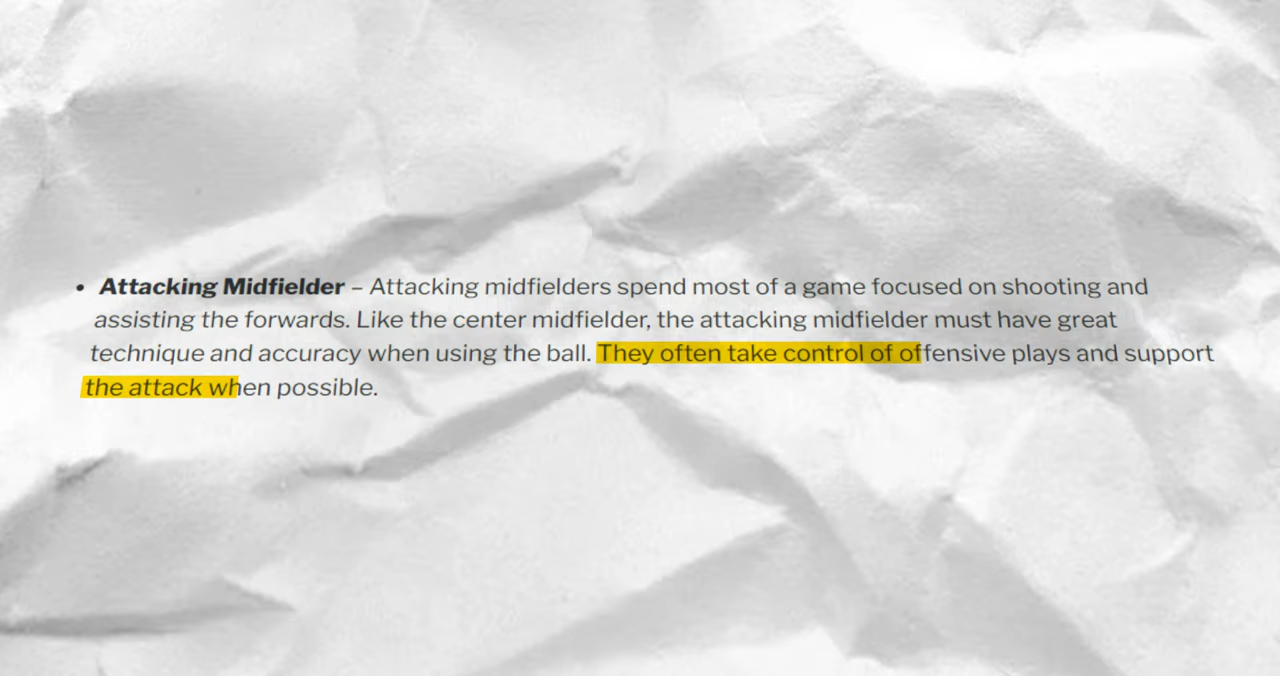 • Attacking Midfielder – Attacking midfielders spend most of a game focused on shooting and
assisting the forwards. Like the center midfielder, the attacking midfielder must have great
technique and accuracy when using the ball. They often take control of offensive plays and support
the attack when possible.